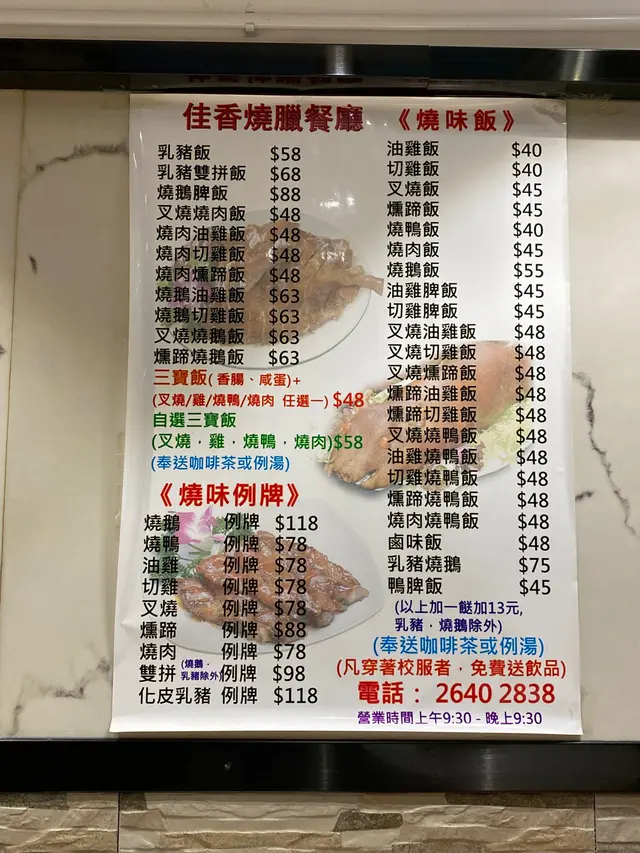 佳香燒臘餐廳
乳豬飯 $58
乳豬雙拼飯 $68
燒鵝脾飯 $88
叉燒燒肉飯 $48
燒肉油雞飯 $48
燒肉切雞飯 $48
燒肉燻蹄飯 $48
燒鵝油雞飯 $63
燒鵝切雞飯 $63
叉燒燒鵝飯 $63
燻蹄燒鵝飯 $63
三寶飯(香腸、咸蛋)+
(叉燒/雞/燒鴨/燒肉 任選一) $48
自選三寶飯
(叉燒，雞，燒鴨，燒肉)$58
(奉送咖啡茶或例湯)
《燒味例牌》
燒鵝 例牌 $118
燒鴨 例牌 $78
油雞 例牌 $78
切雞 例牌 $78
叉燒 例牌 $78
燻蹄 例牌 $88
燒肉 例牌 $78
雙拼(燒鵝，乳豬除外)例牌 $98
化皮乳豬 例牌 $118
《燒味飯》
油雞飯 $40
切雞飯 $40
叉燒飯 $45
燻蹄飯 $45
燒鴨飯 $40
燒肉飯 $45
燒鵝飯 $55
油雞脾飯 $45
切雞脾飯 $45
叉燒油雞飯 $48
叉燒切雞飯 $48
叉燒燻蹄飯 $48
燻蹄油雞飯 $48
燻蹄切雞飯 $48
叉燒燒鴨飯 $48
油雞燒鴨飯 $48
切雞燒鴨飯 $48
燻蹄燒鴨飯 $48
燒肉燒鴨飯 $48
鹵味飯 $48
乳豬燒鵝 $75
鴨脾飯 $45
(以上加一餸加13元,
乳豬，燒鵝除外)
(奉送咖啡茶或例湯)
(凡穿著校服者，免費送飲品)
電話： 2640 2838
營業時間上午9:30 - 晚上9:30